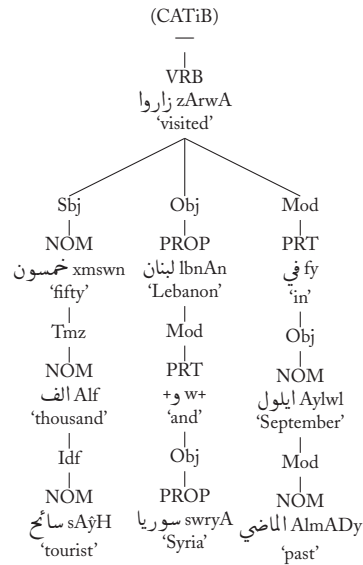 (CATiB)
—
VRB
زاروا zArwA
‘visited’
Sbj Obj Mod
NOM PROP PRT
خمسون xmswn لبنان lbnAn في fy
‘fifty’ ‘Lebanon’ ‘in’
Tmz Mod Obj
NOM PRT NOM
الف Alf و+ w+ ايلول Aylwl
‘thousand’ ‘and’ ‘September’
Idf Obj Mod
NOM PROP NOM
سائح sAŷH سوريا swryA الماضي AlmADy
‘tourist’ ‘Syria’ ‘past’